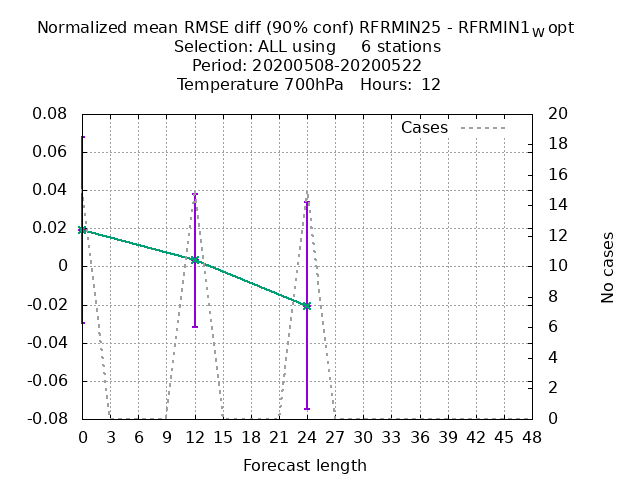 Normalized mean RMSE diff (90% conf) RFRMIN25 - RFRMIN1wopt
Selection: ALL using 6 stations
Period: 20200508-20200522
Temperature 700hPa Hours: 12
Cases
0.08
0.06
0.04
0.02
0
-0.02
-0.04
-0.06
-0.08
20
18
16
14
12
10
8
6
4
2
0
No cases
0 3 6 9 12 15 18 21 24 27 30 33 36 39 42 45 48
Forecast length